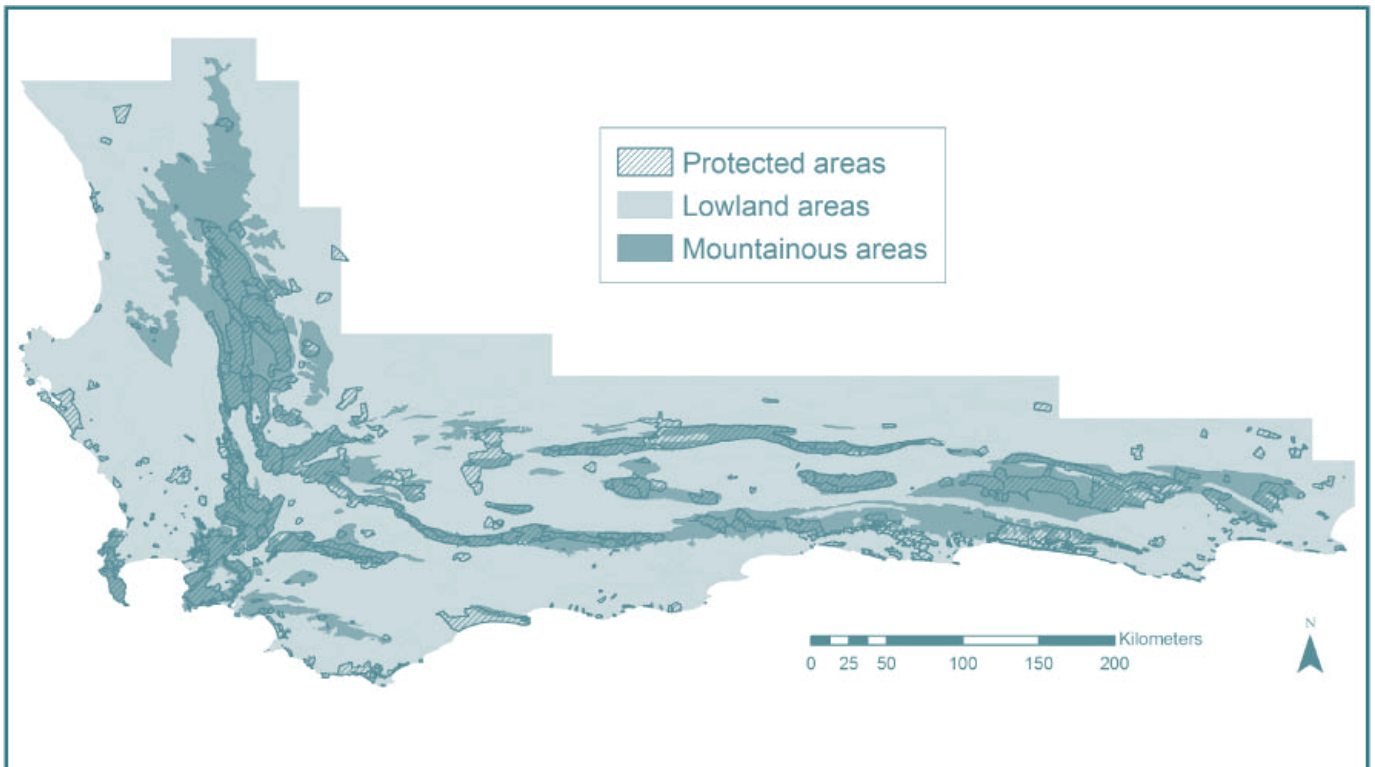 Protected areas
Lowland areas
Mountainous areas
N
Kilometers
0 25 50 100 150 200